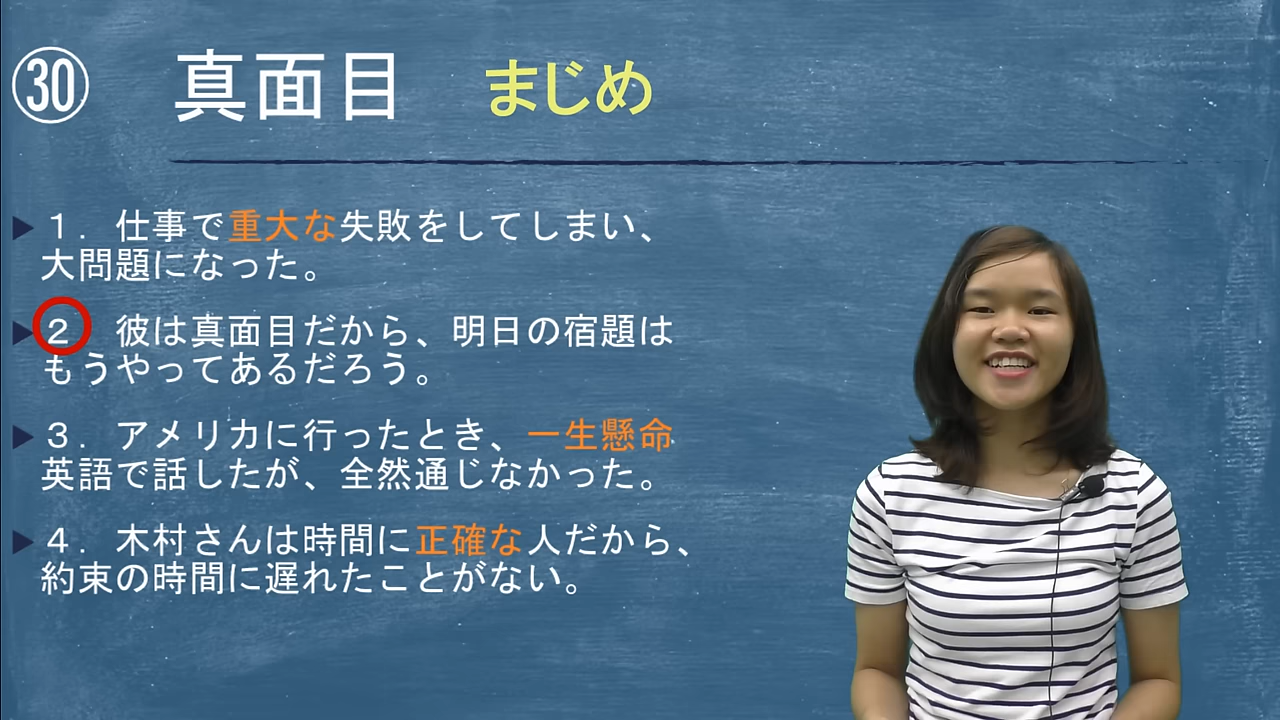 ㉚ 真面目 まじめ
１．仕事で重大な失敗をしてしまい、
大問題になった。
２ 彼は真面目だから、明日の宿題は
もうやってあるだろう。
３．アメリカに行ったとき、一生懸命
英語で話したが、全然通じなかった。
４．木村さんは時間に正確な人だから、
約束の時間に遅れたことがない。